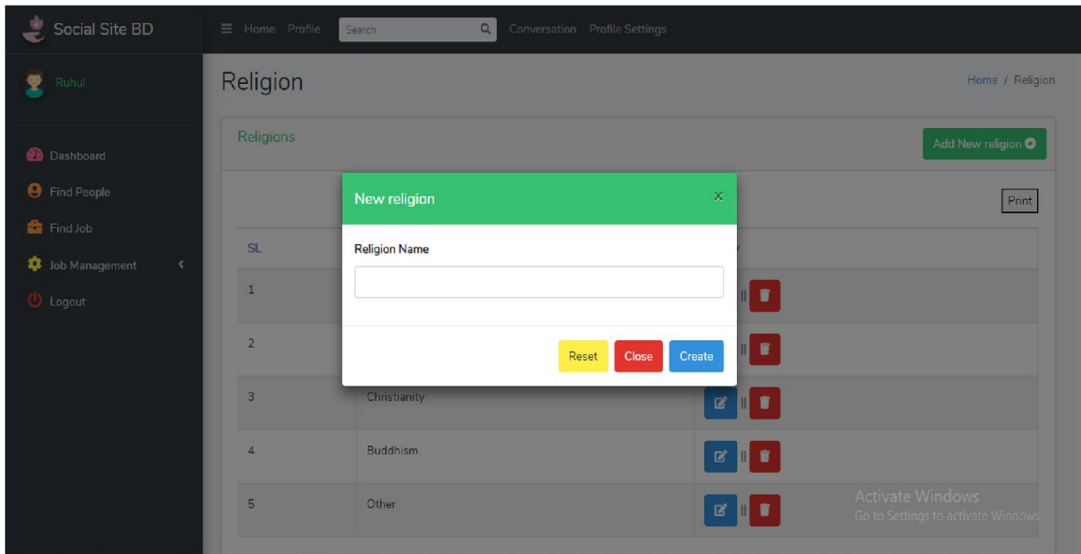 Social Site BD
Home Profile Search Conversation Profile Settings
Ruhul
Religion
Home / Religion
Dashboard
Find People
Find Job
Job Management
Logout
Religions
Add New religion
Print
New religion
×
Religion Name
Reset Close Create
SL
1
2
3 Christianity
4 Buddhism
5 Other
Activate Windows
Go to Settings to activate Windows.